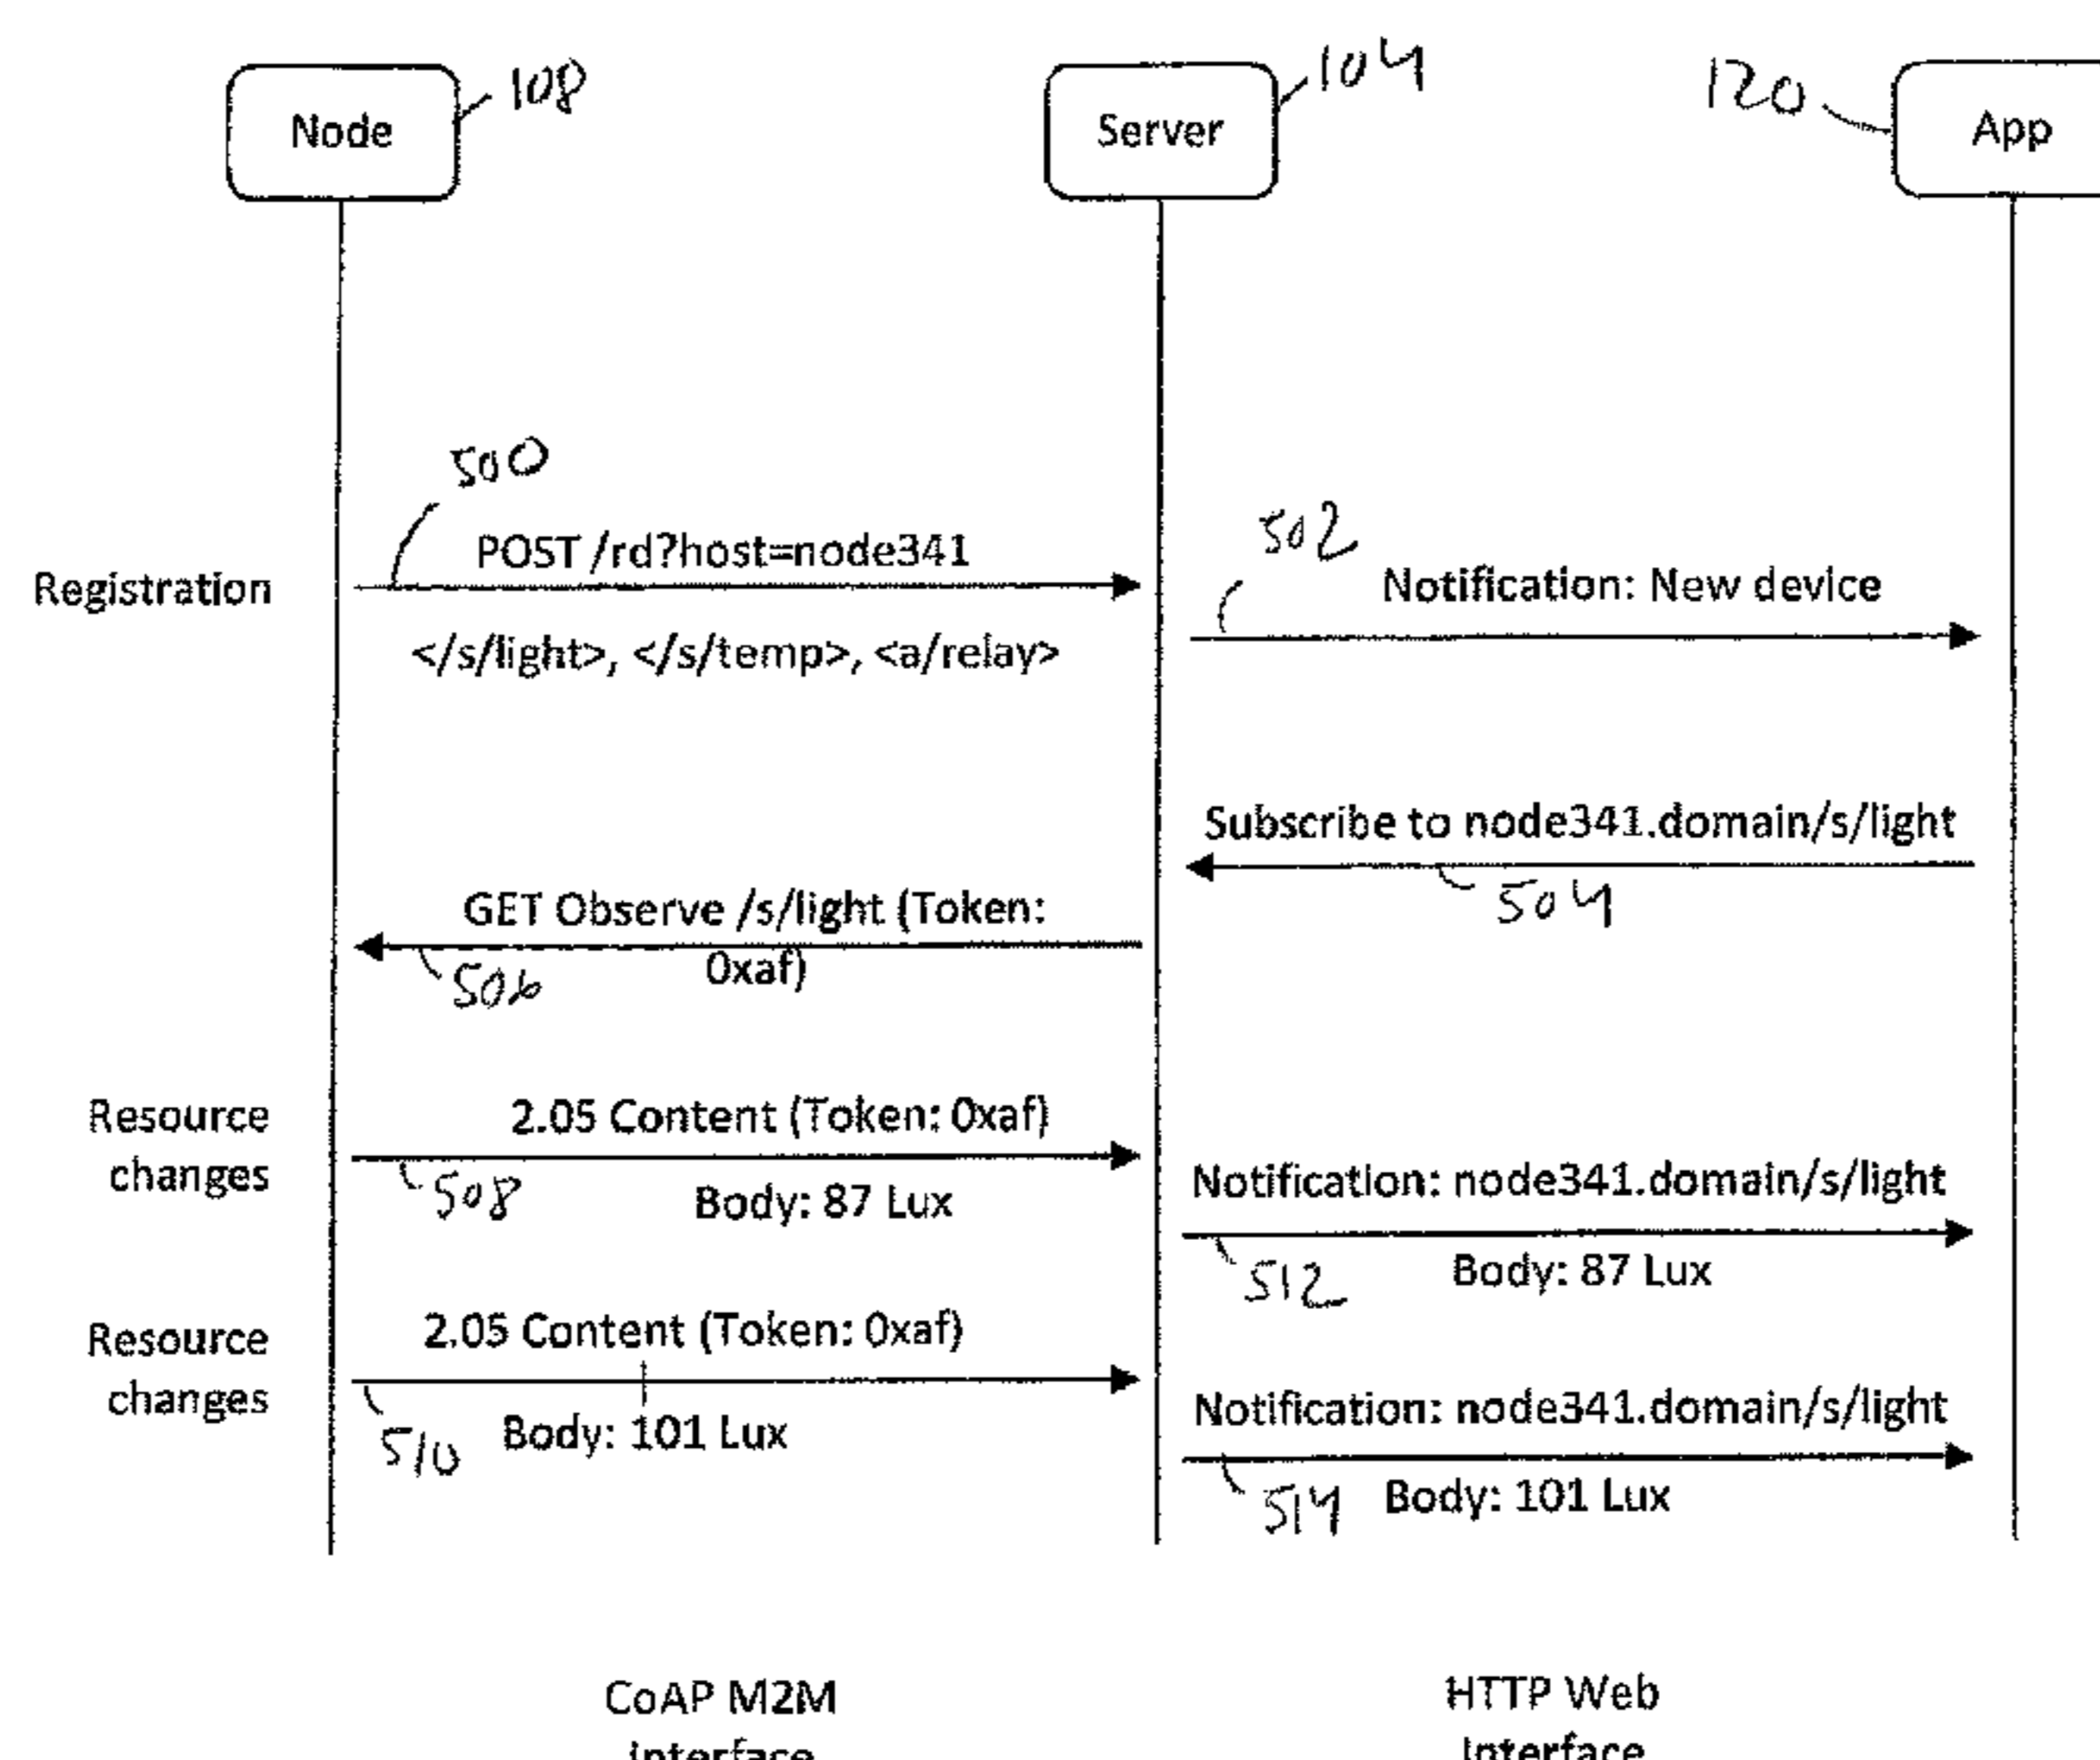 Node
108
Server
104
120
App
500
POST /rd?host=node341
Registration
</s/light>, </s/temp>, <a/relay>
502
Notification: New device
Subscribe to node341.domain/s/light
504
GET Observe /s/light (Token:
0xaf)
506
Resource
changes
2.05 Content (Token: 0xaf)
508
Body: 87 Lux
Notification: node341.domain/s/light
512
Body: 87 Lux
Resource
changes
2.05 Content (Token: 0xaf)
510
Body: 101 Lux
Notification: node341.domain/s/light
514
Body: 101 Lux
CoAP M2M
interface
HTTP Web
Interface